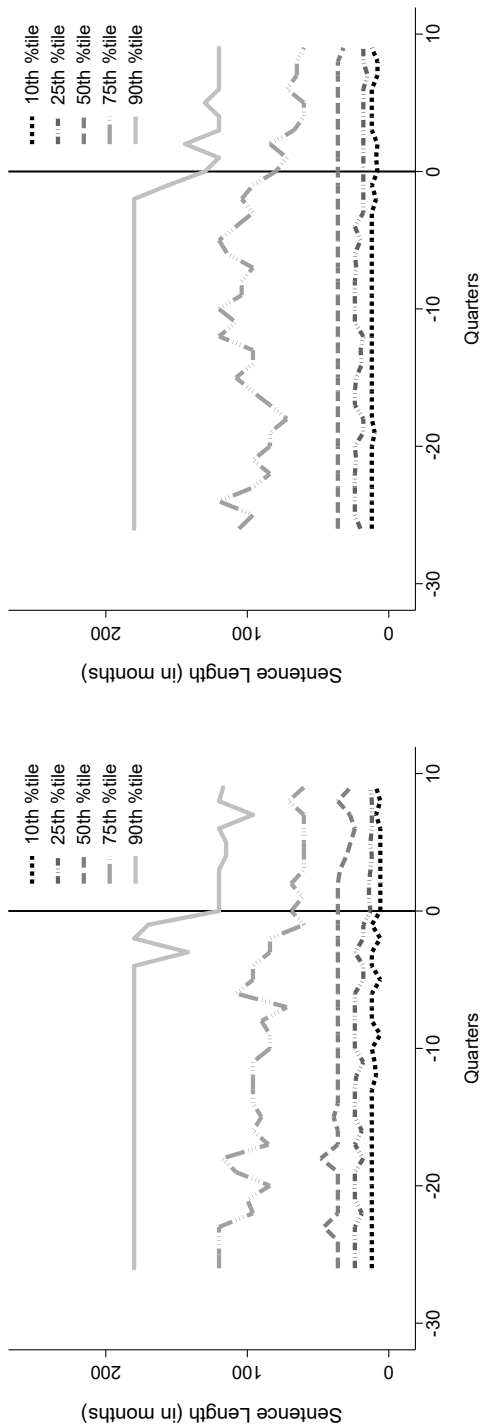 Sentence Length (in months)
200
100
0
-30
-20
-10
0
10
Quarters
10th %tile
25th %tile
50th %tile
75th %tile
90th %tile
Sentence Length (in months)
200
100
0
-30
-20
-10
0
10
Quarters
10th %tile
25th %tile
50th %tile
75th %tile
90th %tile